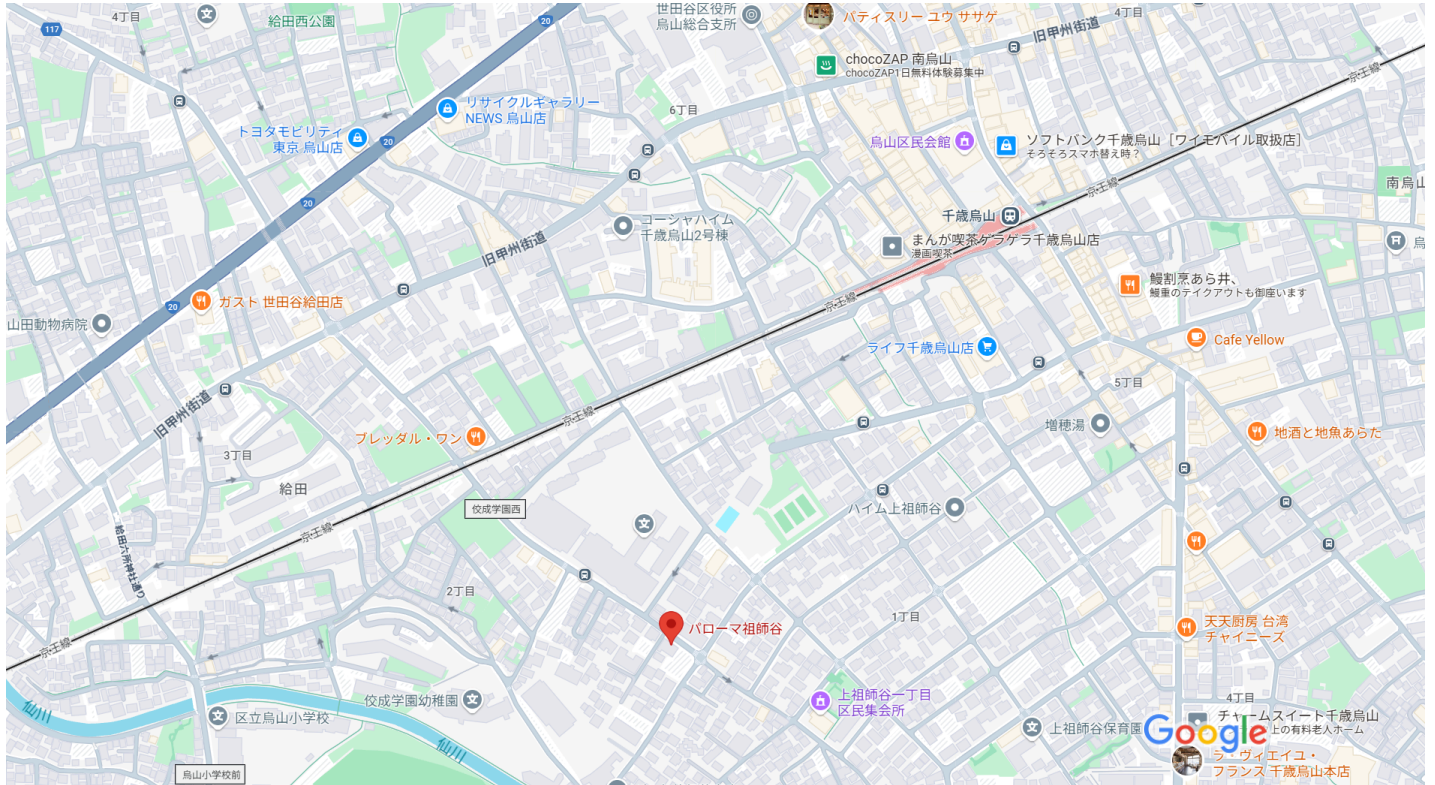 117
4丁目
給田西公園
20
世田谷区役所
烏山総合支所
パティスリー ユウ ササゲ
4丁目
旧甲州街道
chocoZAP 南烏山
chocoZAP1日無料体験募集中
京王線
リサイクルギャラリー
NEWS 烏山店
6丁目
トヨタモビリティ
東京 烏山店
20
烏山区民会館
ソフトバンク千歳烏山［ワイモバイル取扱店］
そろそろスマホ替え時？
京王線
南烏山
20
コーシャハイム
千歳烏山2号棟
千歳烏山
旧甲州街道
まんが喫茶ゲラゲラ千歳烏山店
漫画喫茶
烏
鰻割烹あら井、
鰻重のテイクアウトも御座います
20
ガスト 世田谷給田店
京王線
山田動物病院
ライフ千歳烏山店
Cafe Yellow
5丁目
旧甲州街道
京王線
増穂湯
ブレッダル・ワン
地酒と地魚あらた
3丁目
給田
佼成学園西
ハイム上祖師谷
京王線
給田六所神社通り
2丁目
1丁目
パローマ祖師谷
天天厨房 台湾
チャイニーズ
京王線
佼成学園幼稚園
上祖師谷一丁目
区民集会所
4丁目
仙川
区立烏山小学校
チャームスイート千歳烏山
上の有料老人ホーム
上祖師谷保育園
Google
仙川
ラ・ヴィエイユ・
フランス 千歳烏山本店
烏山小学校前